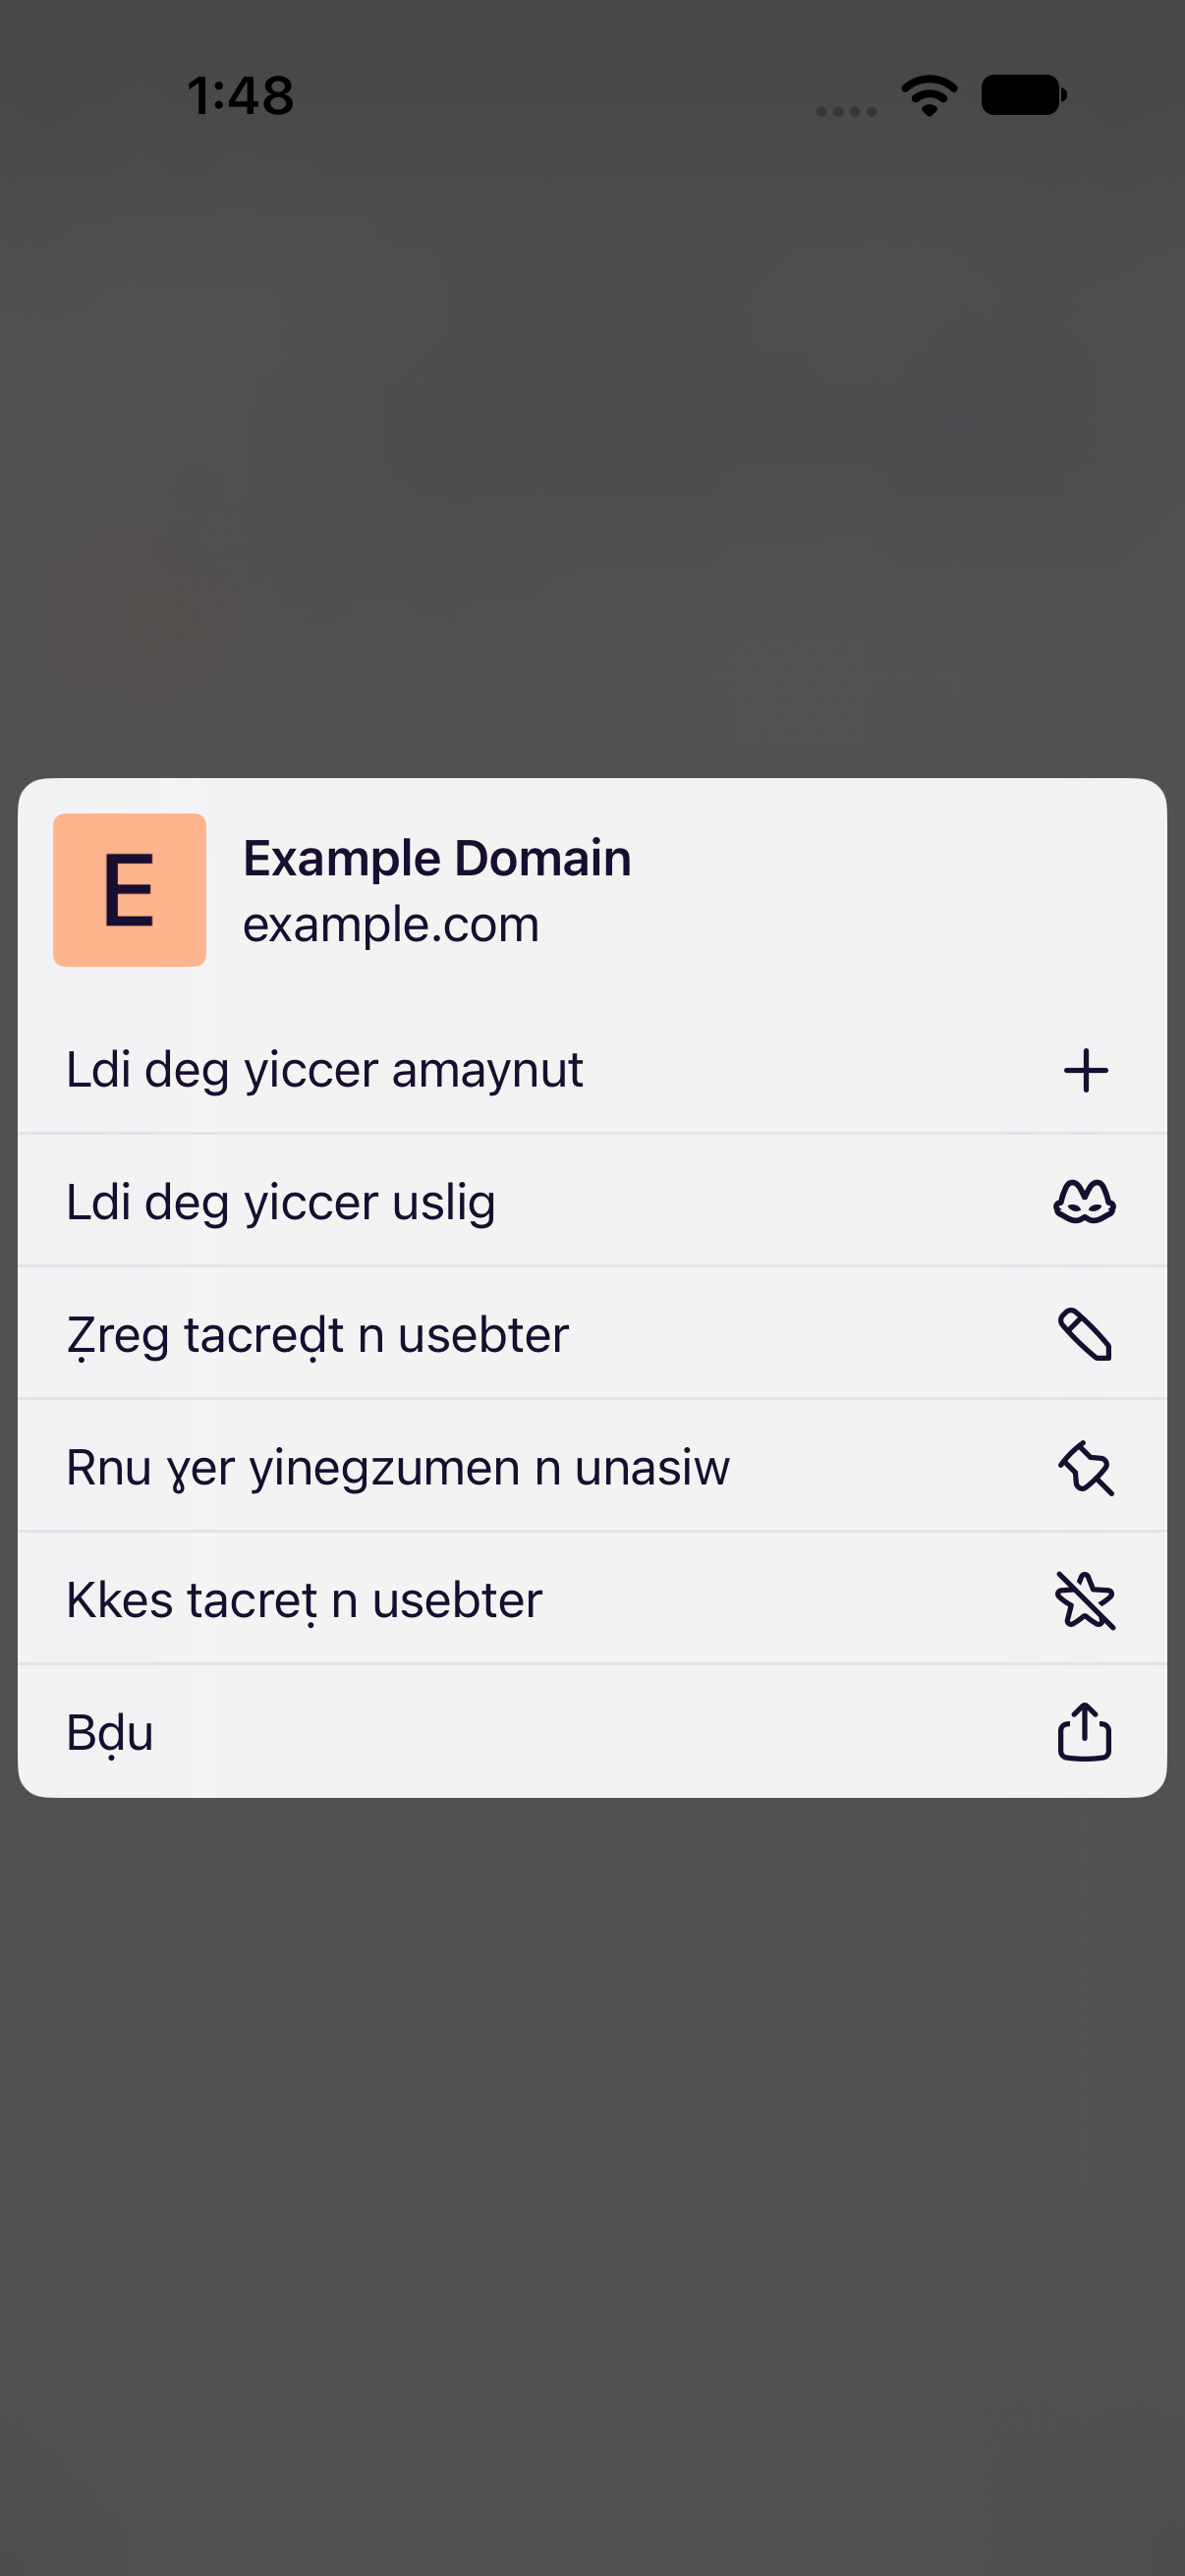 1:48
E
Example Domain
example.com
Ldi deg yiccer amaynut
Ldi deg yiccer uslig
Ẓreg tacreḍt n usebter
Rnu ɣer yinegzumen n unasiw
Kkes tacreṭ n usebter
Bḍu